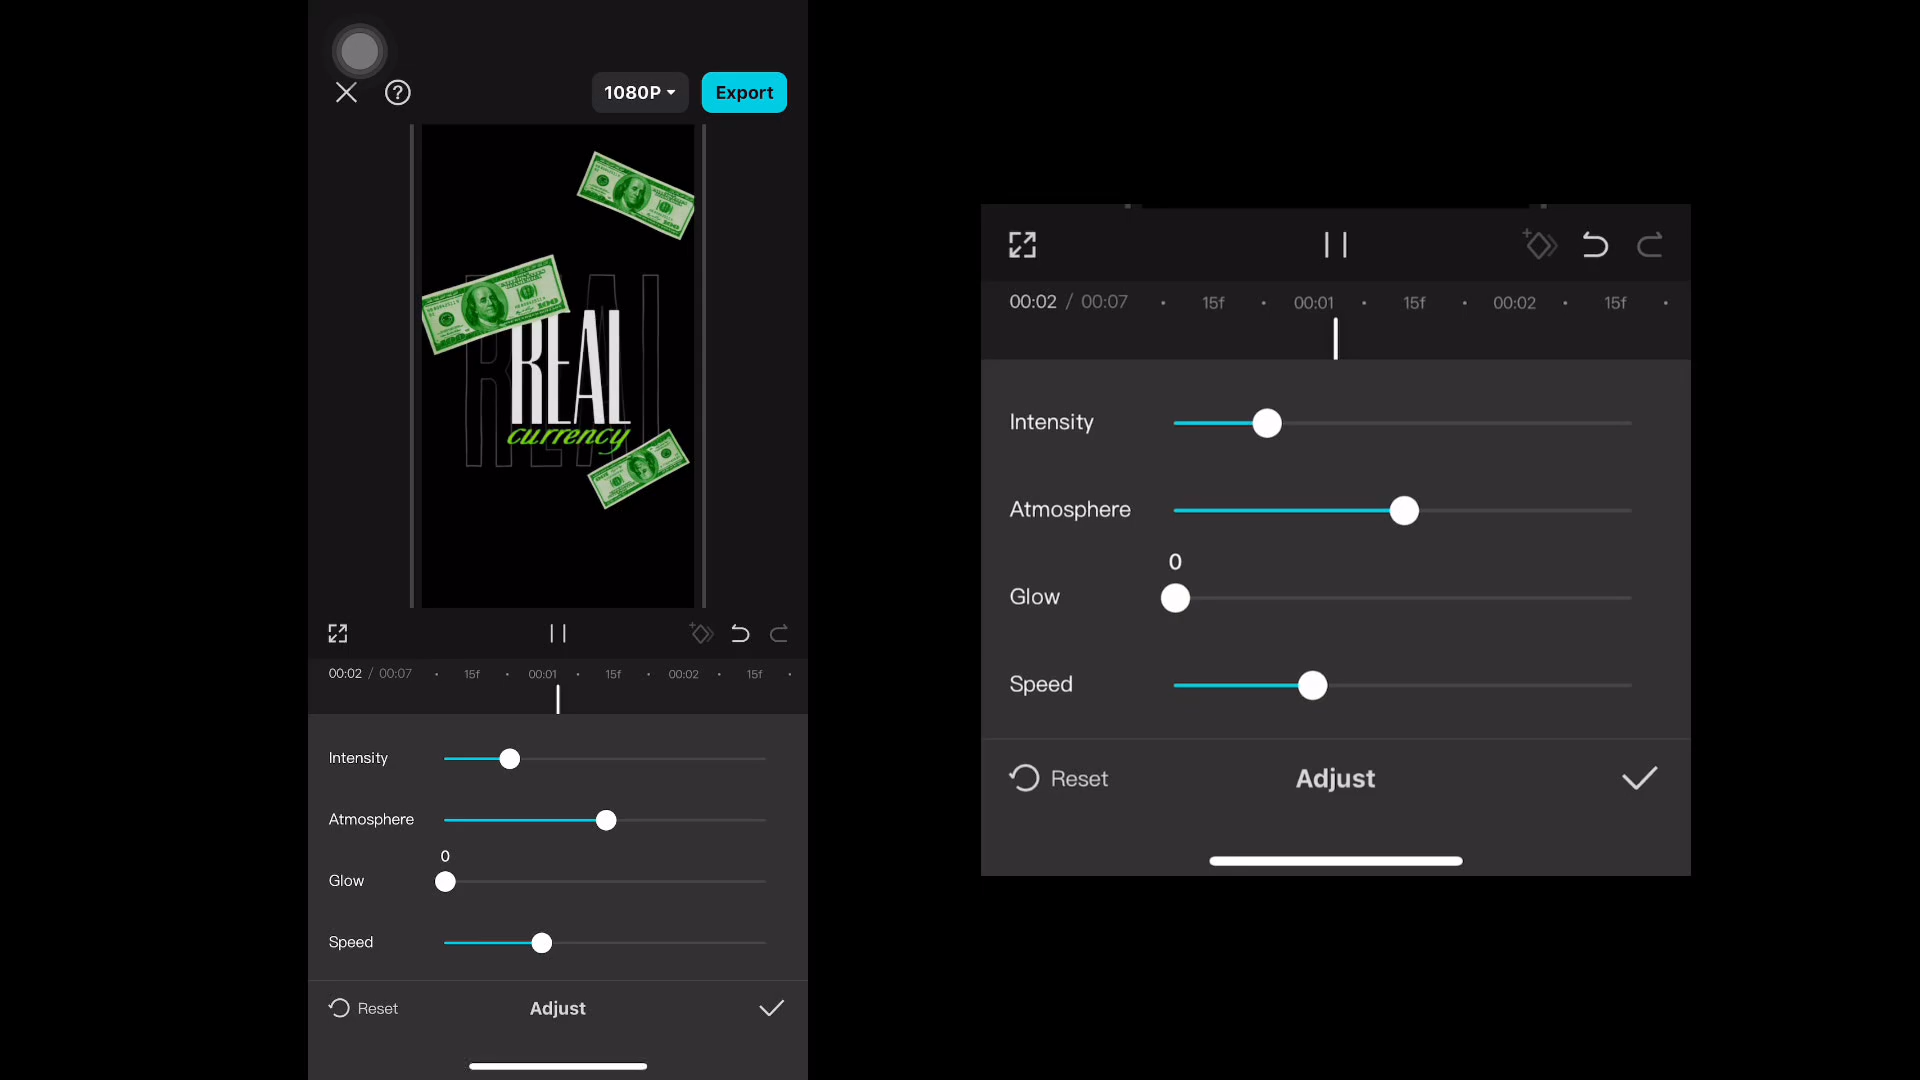 1080P
Export
REAL
REAL
currency
00:02 / 00:07 15f 00:01 15f 00:02 15f
Intensity
Atmosphere
0
Glow
Speed
Reset Adjust
00:02 / 00:07 15f 00:01 15f 00:02 15f
Intensity
Atmosphere
0
Glow
Speed
Reset Adjust